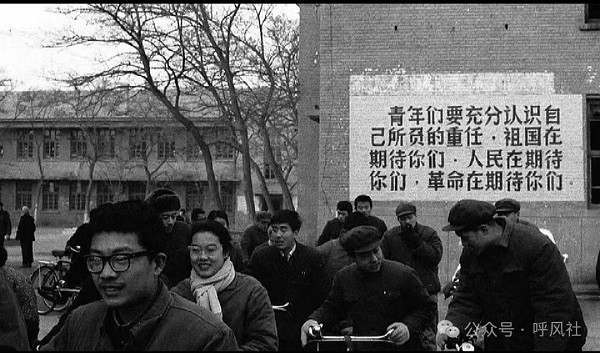 青年们要充分认识自
己所负的重任·祖国在
期待你们·人民在期待
你们·革命在期待你们·
公众号·呼风社